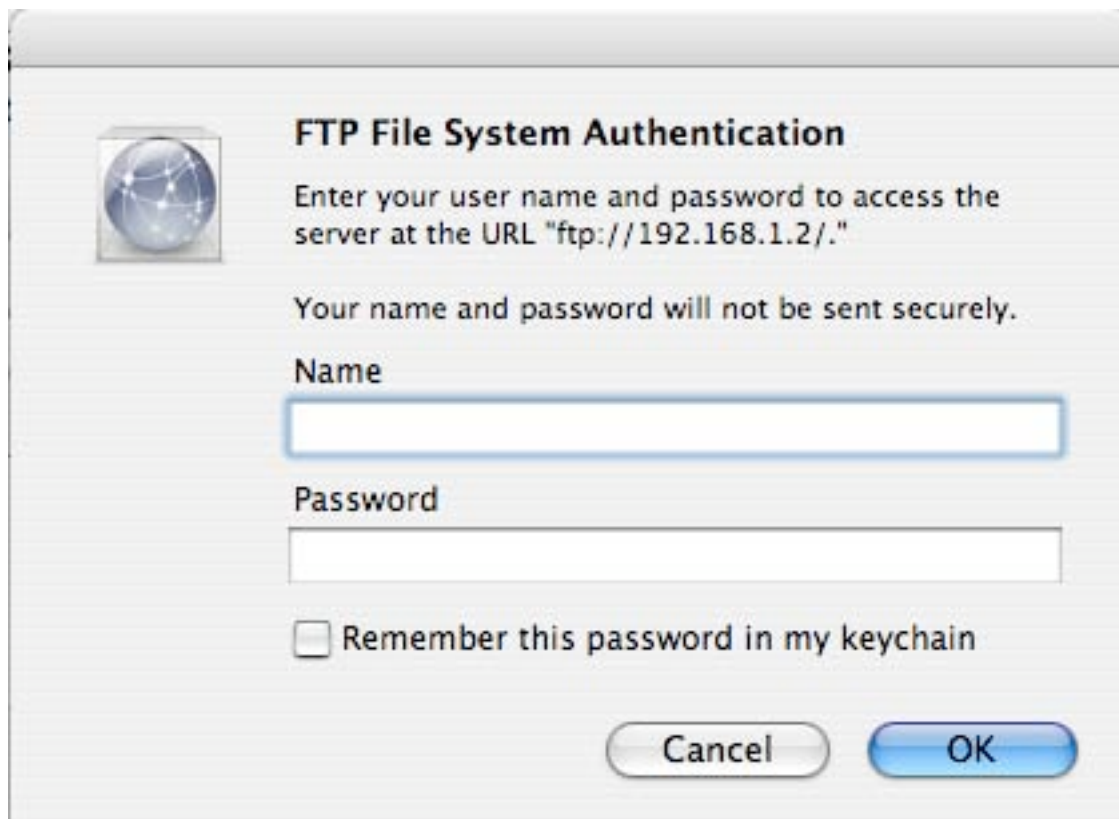 FTP File System Authentication
Enter your user name and password to access the
server at the URL "ftp://192.168.1.2/."
Your name and password will not be sent securely.
Name
Password
Remember this password in my keychain
Cancel OK